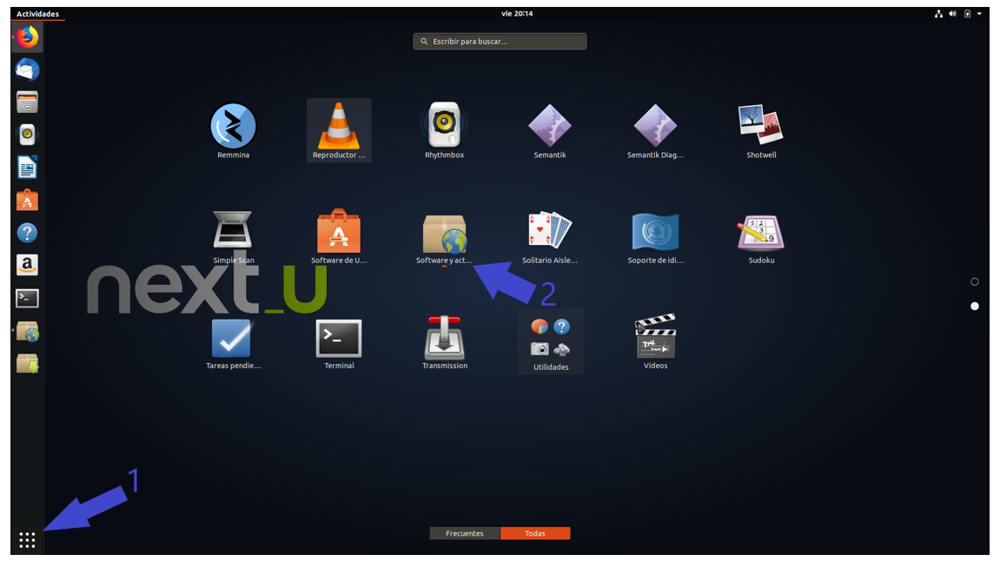 Actividades
vie 20:14
Escribir para buscar...
Remmina
Reproductor ...
Rhythmbox
Semantik
Semantik Diag...
Shotwell
Simple Scan
Software de U...
Software y act...
Solitario Aisle...
Soporte de idi...
Sudoku
next_u
2
Tareas pendie...
Terminal
Transmission
Utilidades
Vídeos
1
Frecuentes
Todas